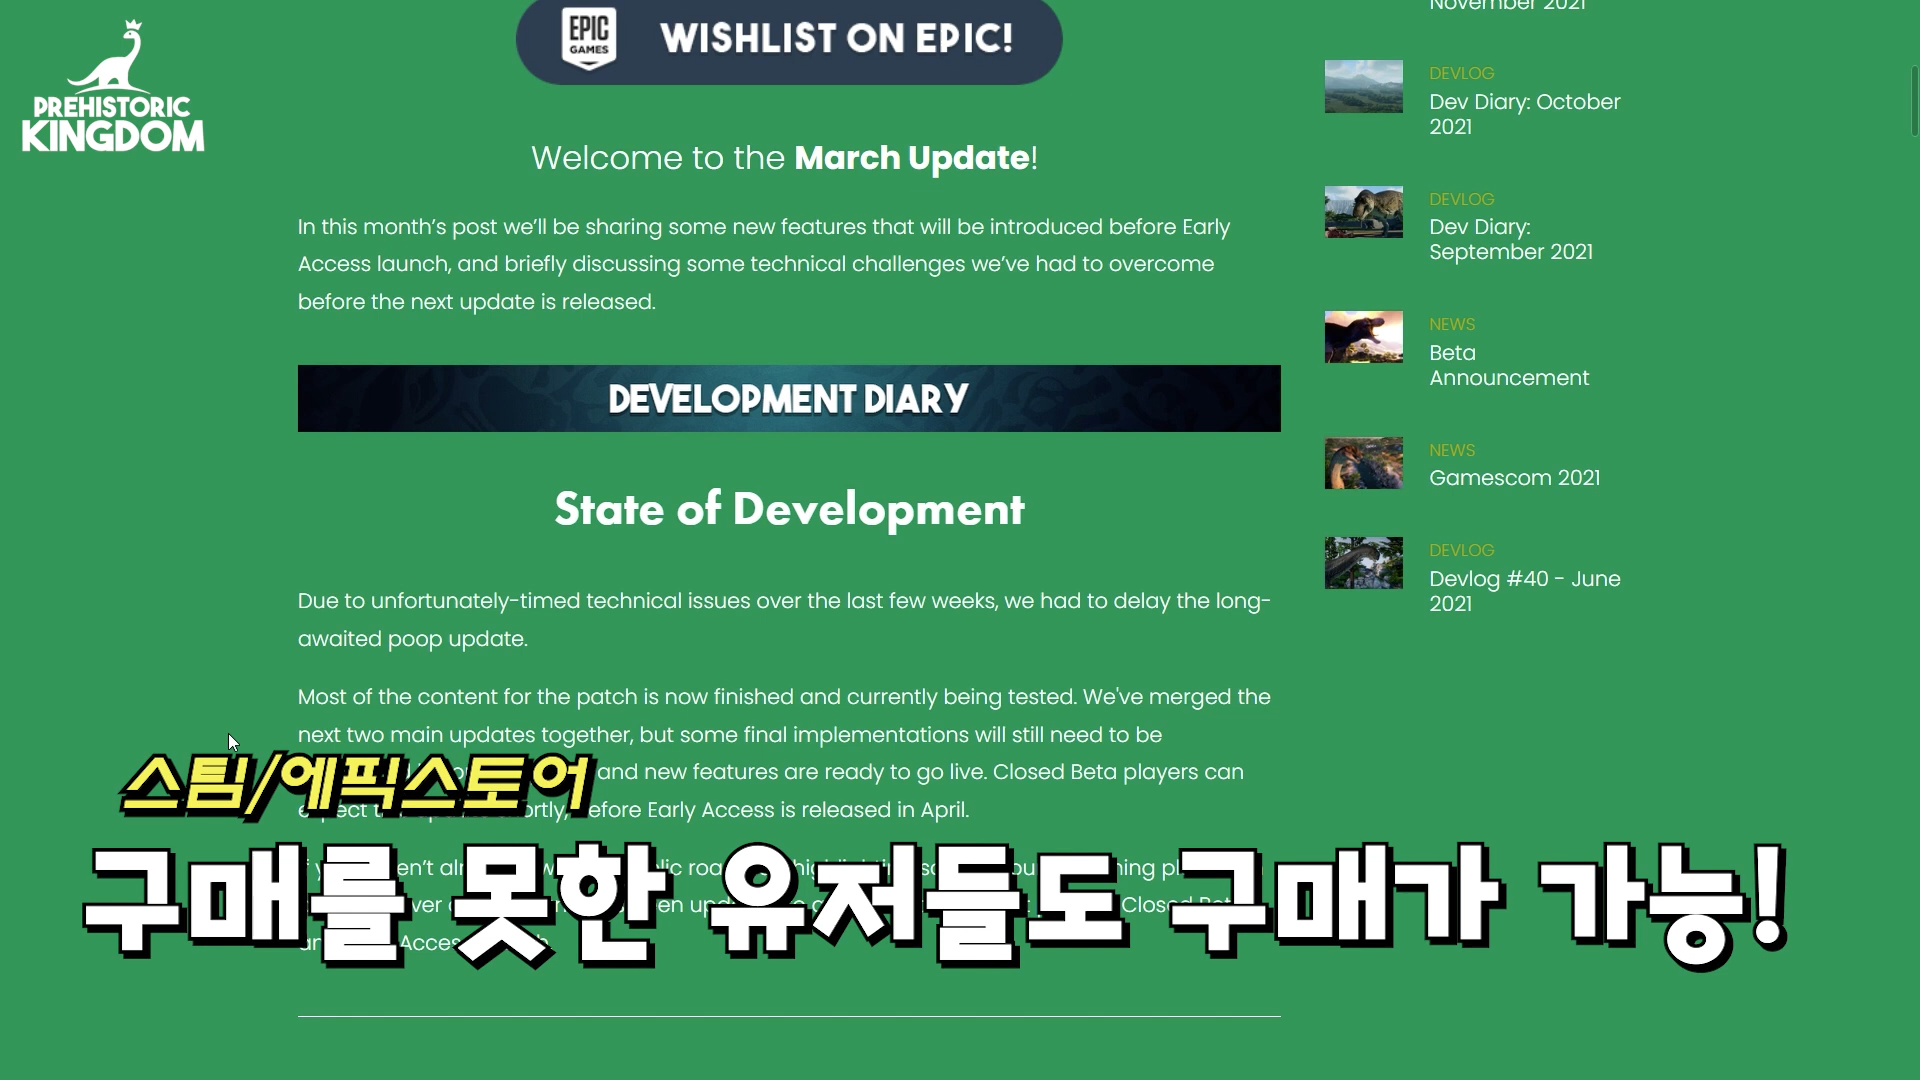 PREHISTORIC
KINGDOM
EPIC
GAMES
WISHLIST ON EPIC!
Welcome to the March Update!
In this month's post we'll be sharing some new features that will be introduced before Early
Access launch, and briefly discussing some technical challenges we've had to overcome
before the next update is released.
DEVELOPMENT DIARY
State of Development
Due to unfortunately-timed technical issues over the last few weeks, we had to delay the long-
awaited poop update.
Most of the content for the patch is now finished and currently being tested. We've merged the
next two main updates together, but some final implementations will still need to be
and new features are ready to go live. Closed Beta players can
before Early Access is released in April.
스팀/에픽스토어
구매를 못한 유저들도 구매가 가능!
November 2021
DEVLOG
Dev Diary: October
2021
DEVLOG
Dev Diary:
September 2021
NEWS
Beta
Announcement
NEWS
Gamescom 2021
DEVLOG
Devlog #40 - June
2021